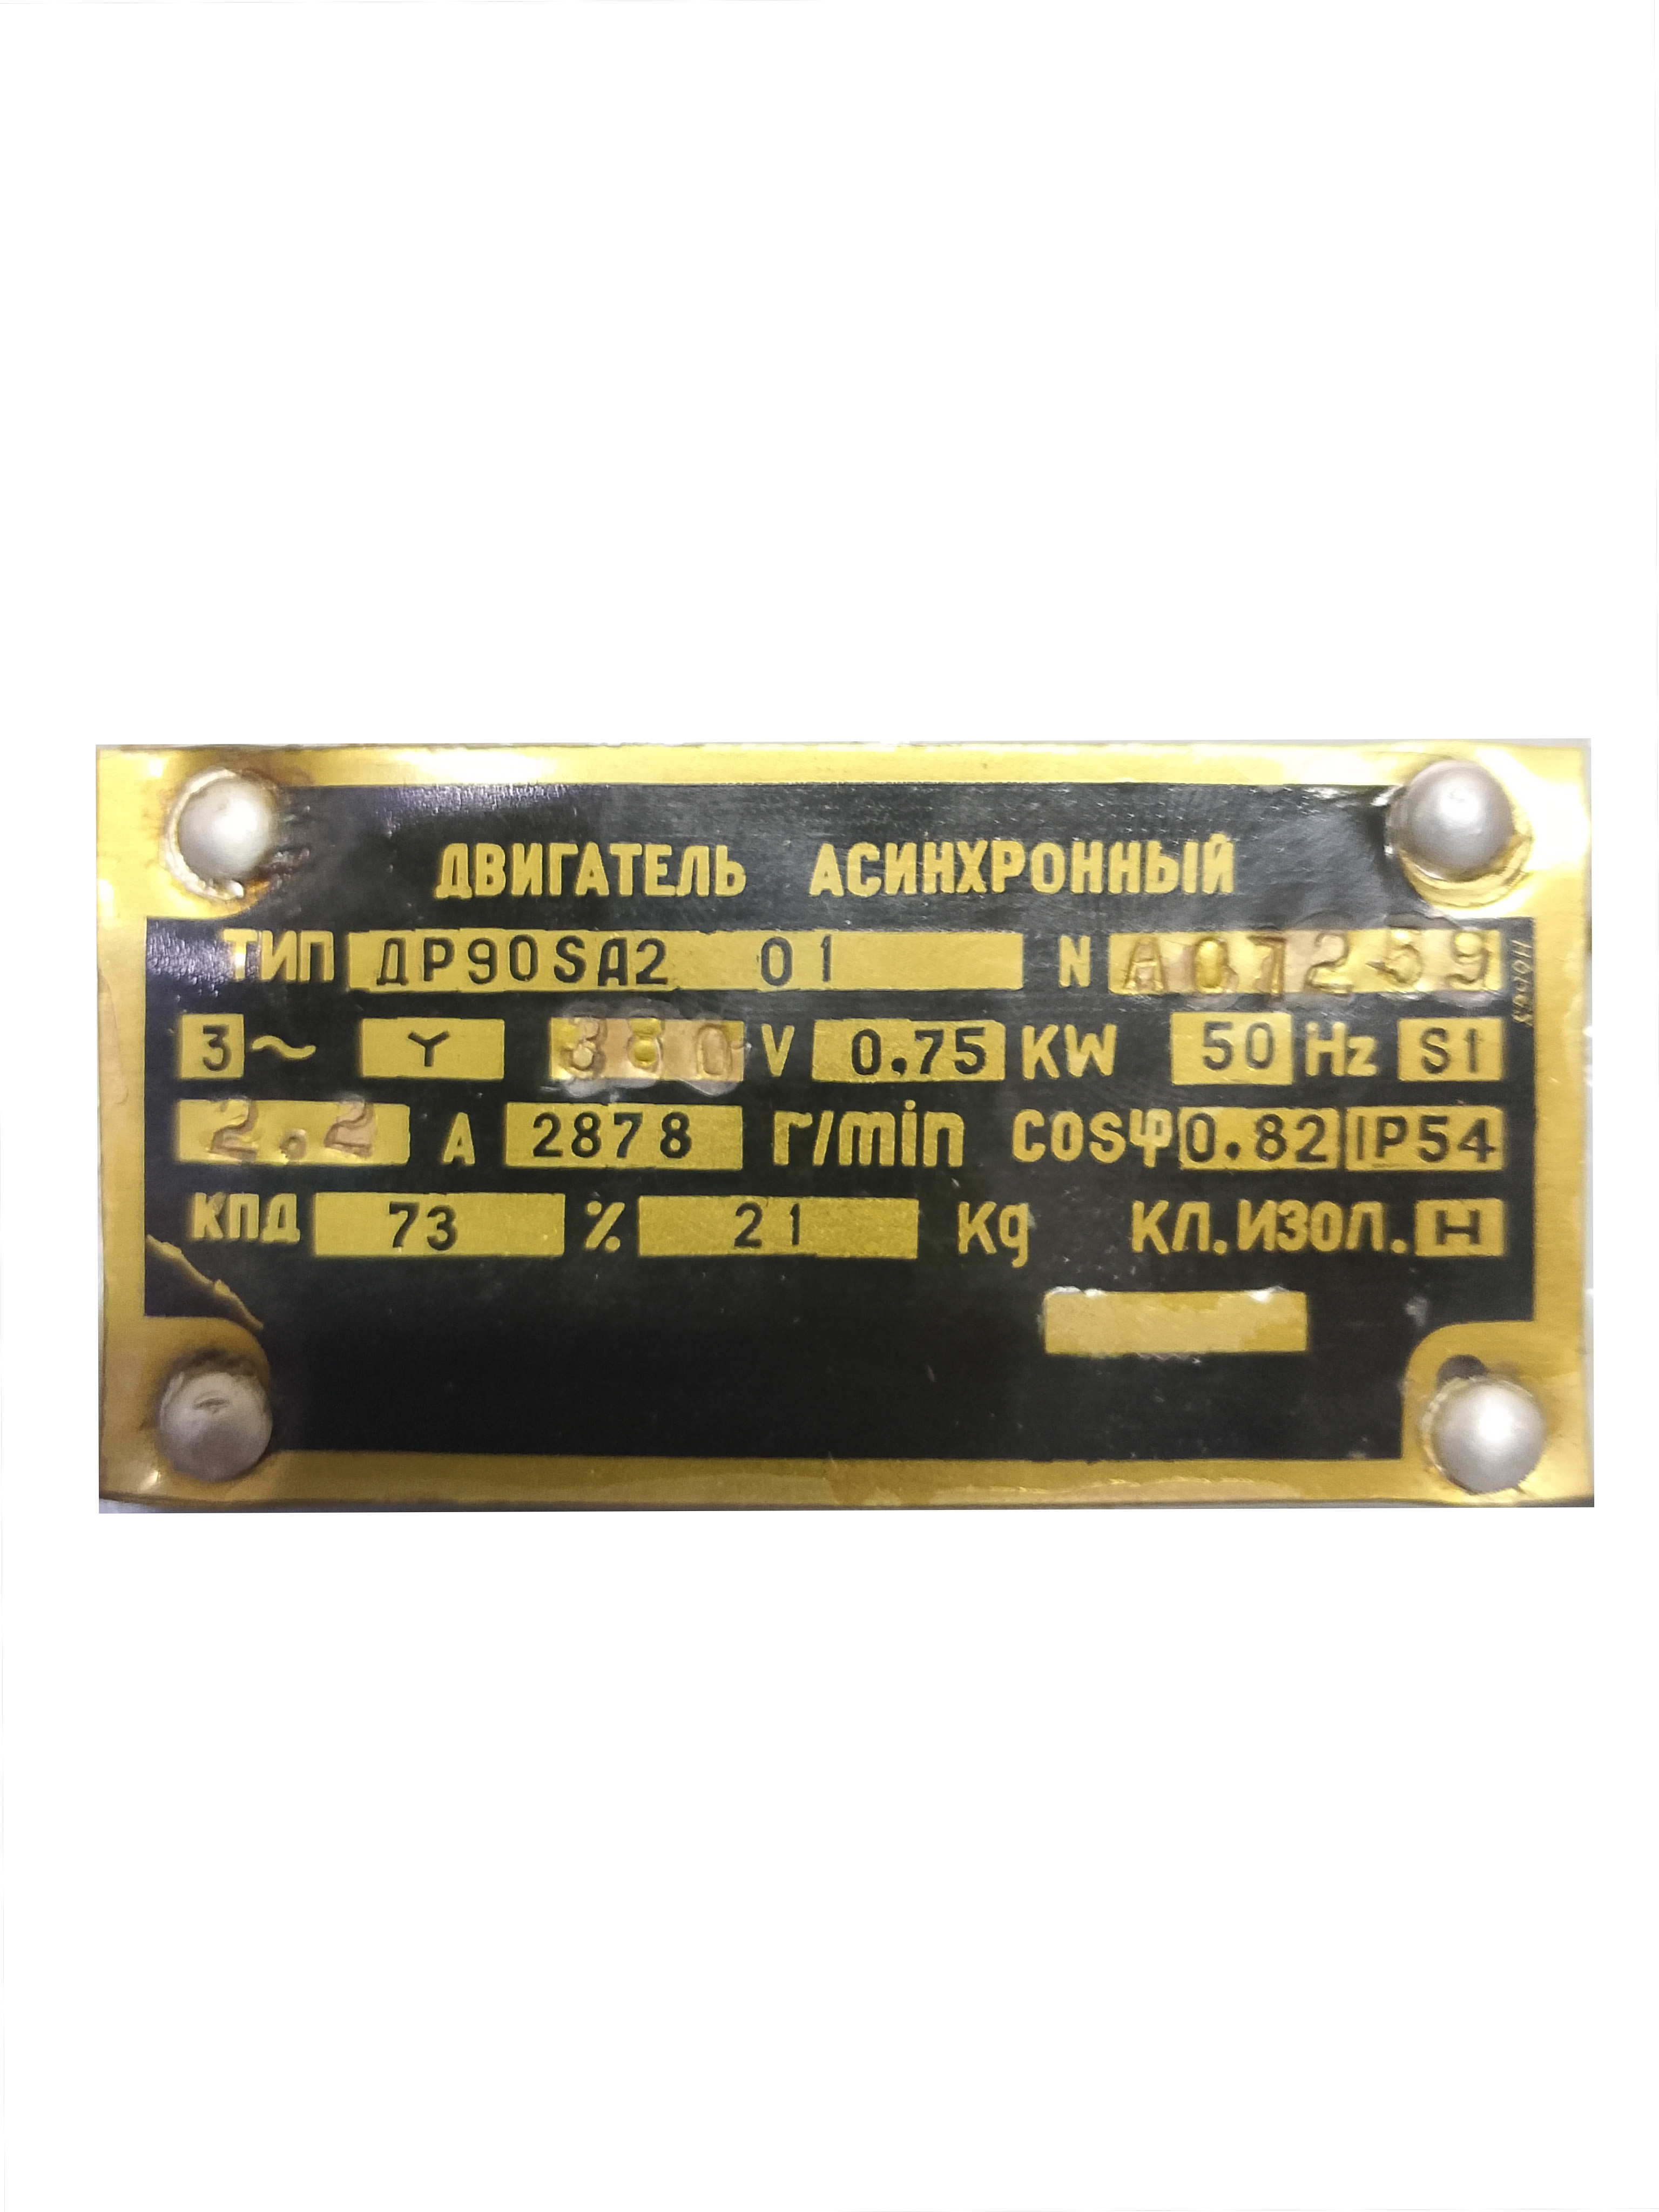 ДВИГАТЕЛЬ АСИНХРОННЫЙ
ТИП ДР90SA2 01 N А07259
3~ Y 380 V 0.75 KW 50 Hz S1
2.2 А 2878 r/min cosφ 0.82 IP54
КПД 73 % 21 Kg КЛ.ИЗОЛ. H